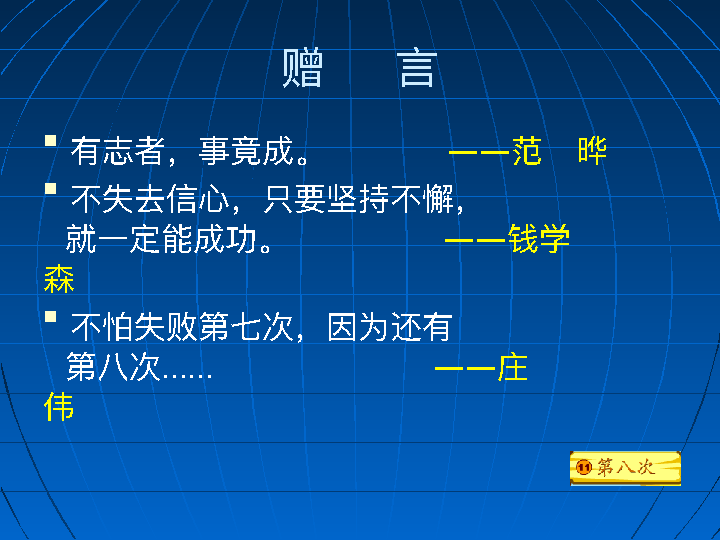 赠 言
有志者，事竟成。 ——范 晔
不失去信心，只要坚持不懈，
就一定能成功。 ——钱学
森
不怕失败第七次，因为还有
第八次…… ——庄
伟
11 第八次